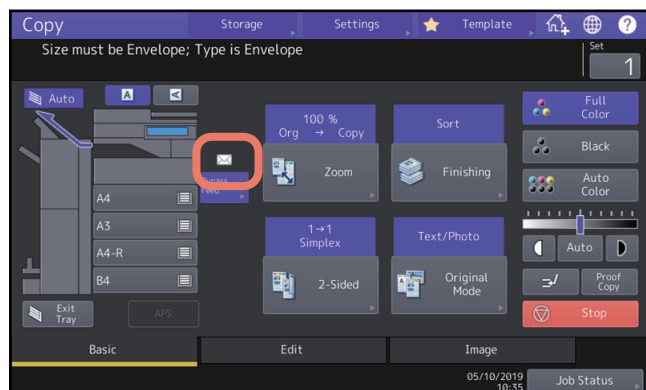 Copy
Storage
Settings
Template
?
Size must be Envelope; Type is Envelope
Set
1
Auto
A
A
Bypass
Feed
A4
A3
A4-R
B4
Exit
Tray
APS
100 %
Org → Copy
Zoom
Sort
Finishing
1→1
Simplex
2-Sided
Text/Photo
Original
Mode
Full
Color
Black
Auto
Color
Auto
Proof
Copy
Stop
Basic
Edit
Image
05/10/2019
10:35
Job Status